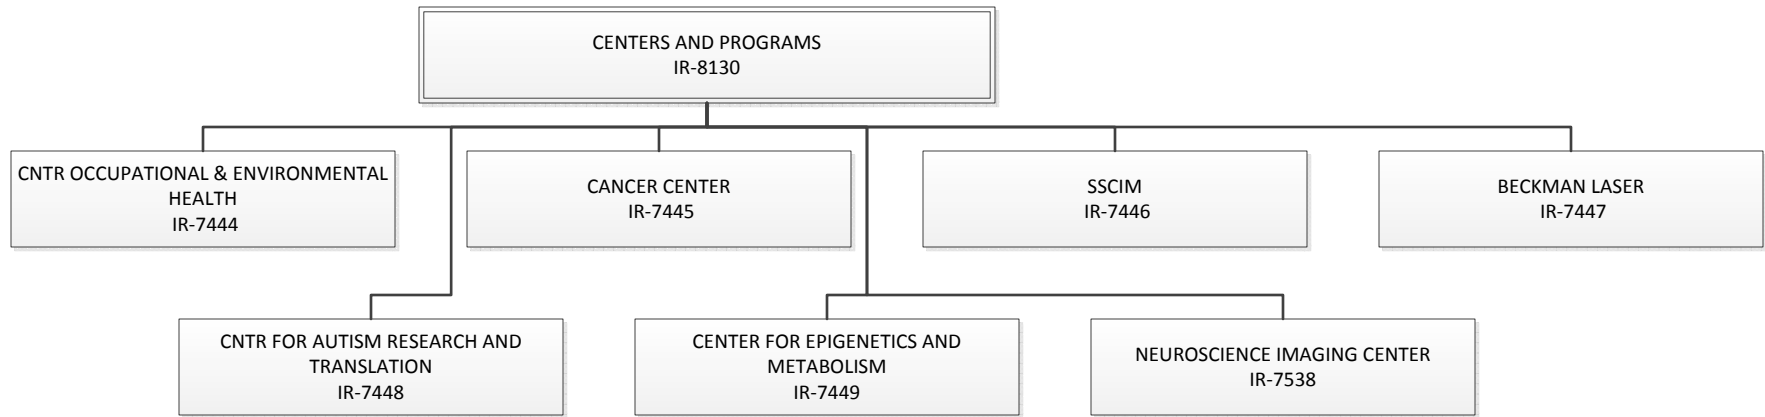 CENTERS AND PROGRAMS
IR-8130
CNTR OCCUPATIONAL & ENVIRONMENTAL
HEALTH
IR-7444
CANCER CENTER
IR-7445
SSCIM
IR-7446
BECKMAN LASER
IR-7447
CNTR FOR AUTISM RESEARCH AND
TRANSLATION
IR-7448
CENTER FOR EPIGENETICS AND
METABOLISM
IR-7449
NEUROSCIENCE IMAGING CENTER
IR-7538